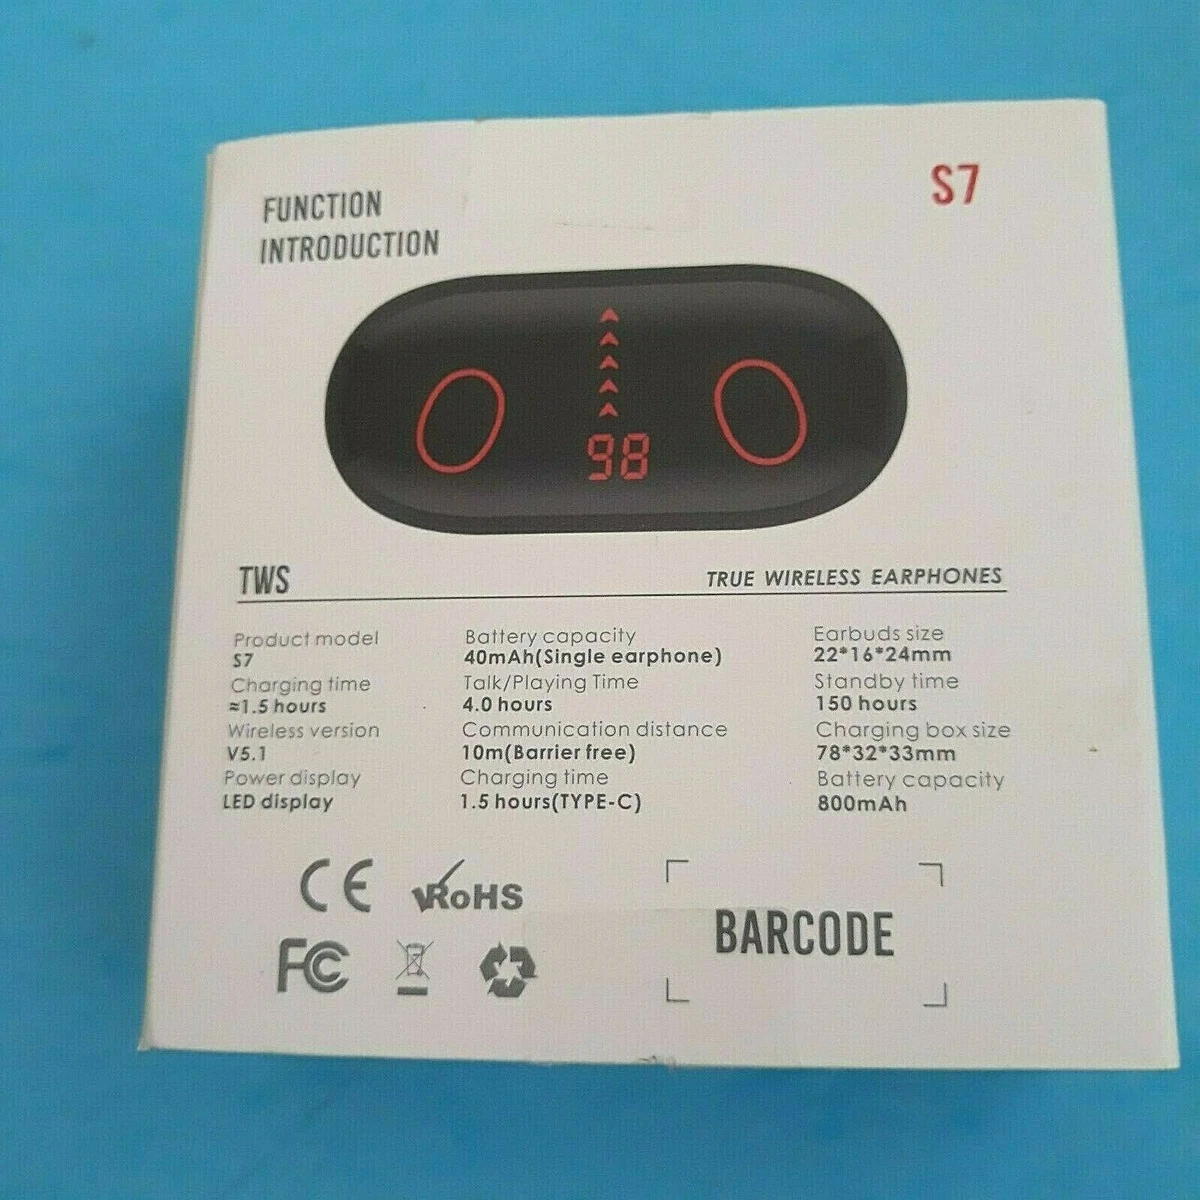 FUNCTION
INTRODUCTION
S7
98
TWS
TRUE WIRELESS EARPHONES
Product model
S7
Charging time
≈1.5 hours
Wireless version
V5.1
Power display
LED display
Battery capacity
40mAh(Single earphone)
Talk/Playing Time
4.0 hours
Communication distance
10m(Barrier free)
Charging time
1.5 hours(TYPE-C)
Earbuds size
22*16*24mm
Standby time
150 hours
Charging box size
78*32*33mm
Battery capacity
800mAh
CE
RoHS
FC
BARCODE